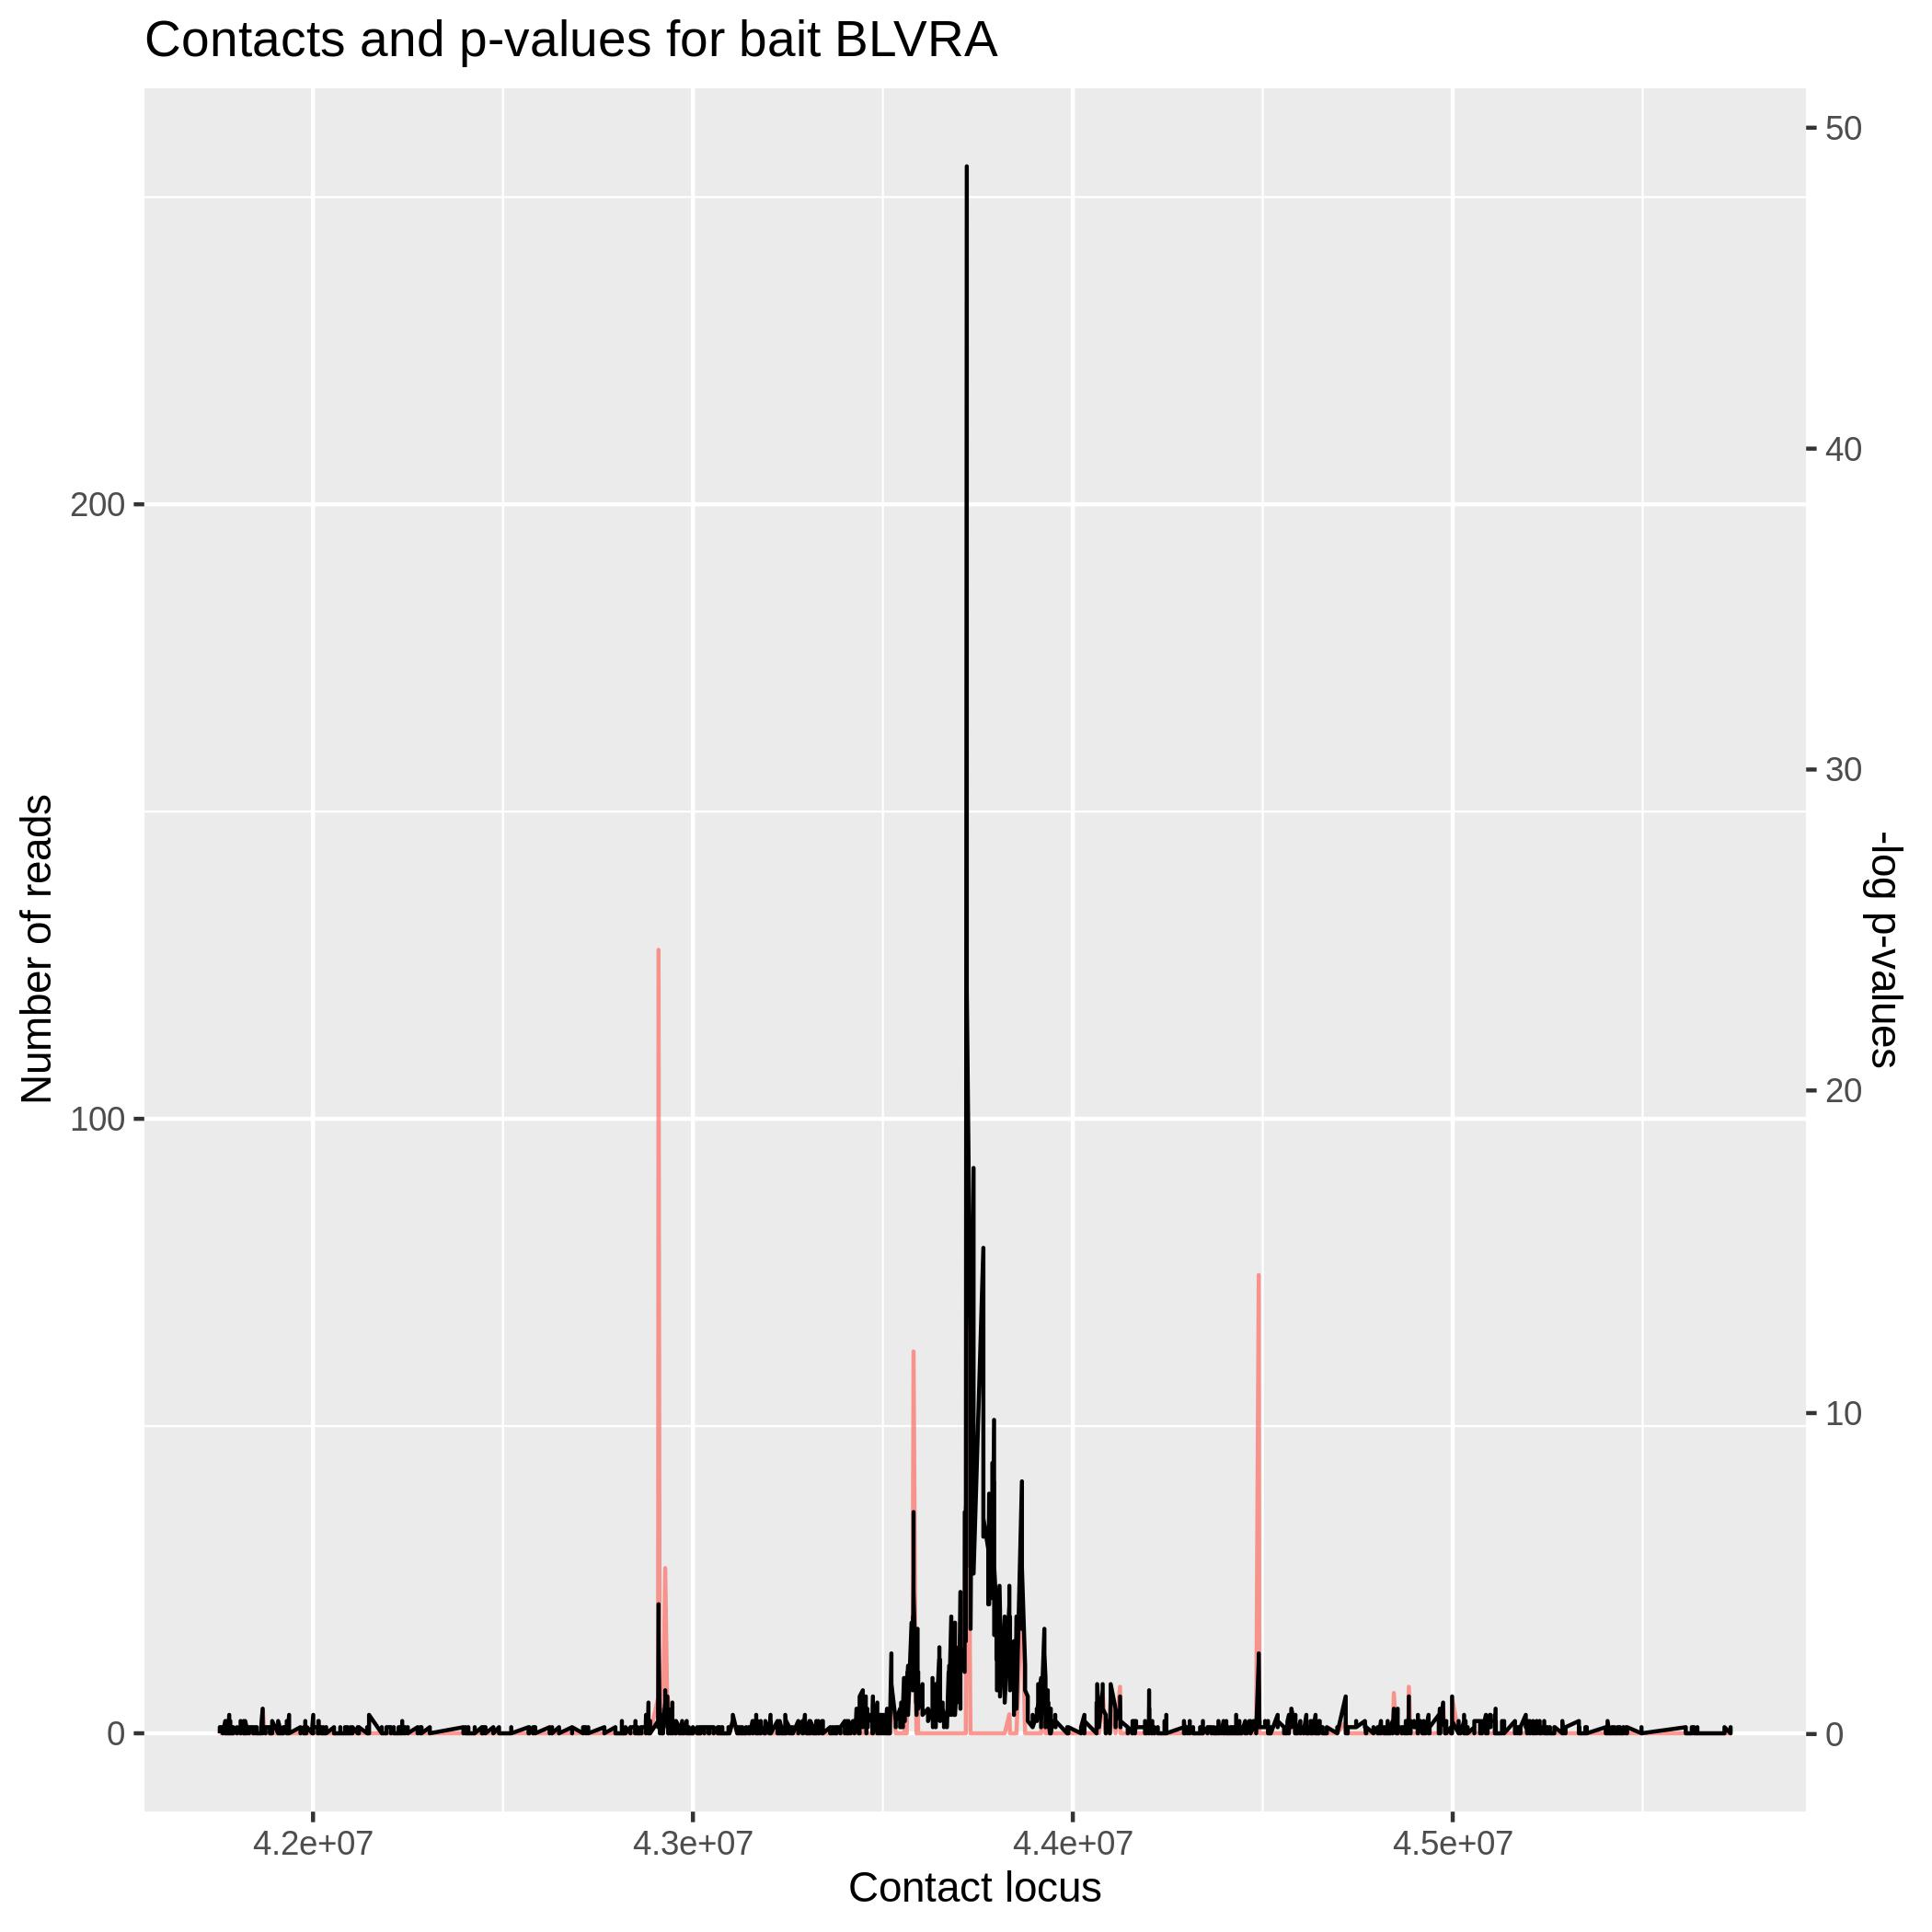 Contacts and p-values for bait BLVRA
50
40
200
30
Number of reads
-log p-values
20
100
10
0
0
4.2e+07
4.3e+07
4.4e+07
4.5e+07
Contact locus